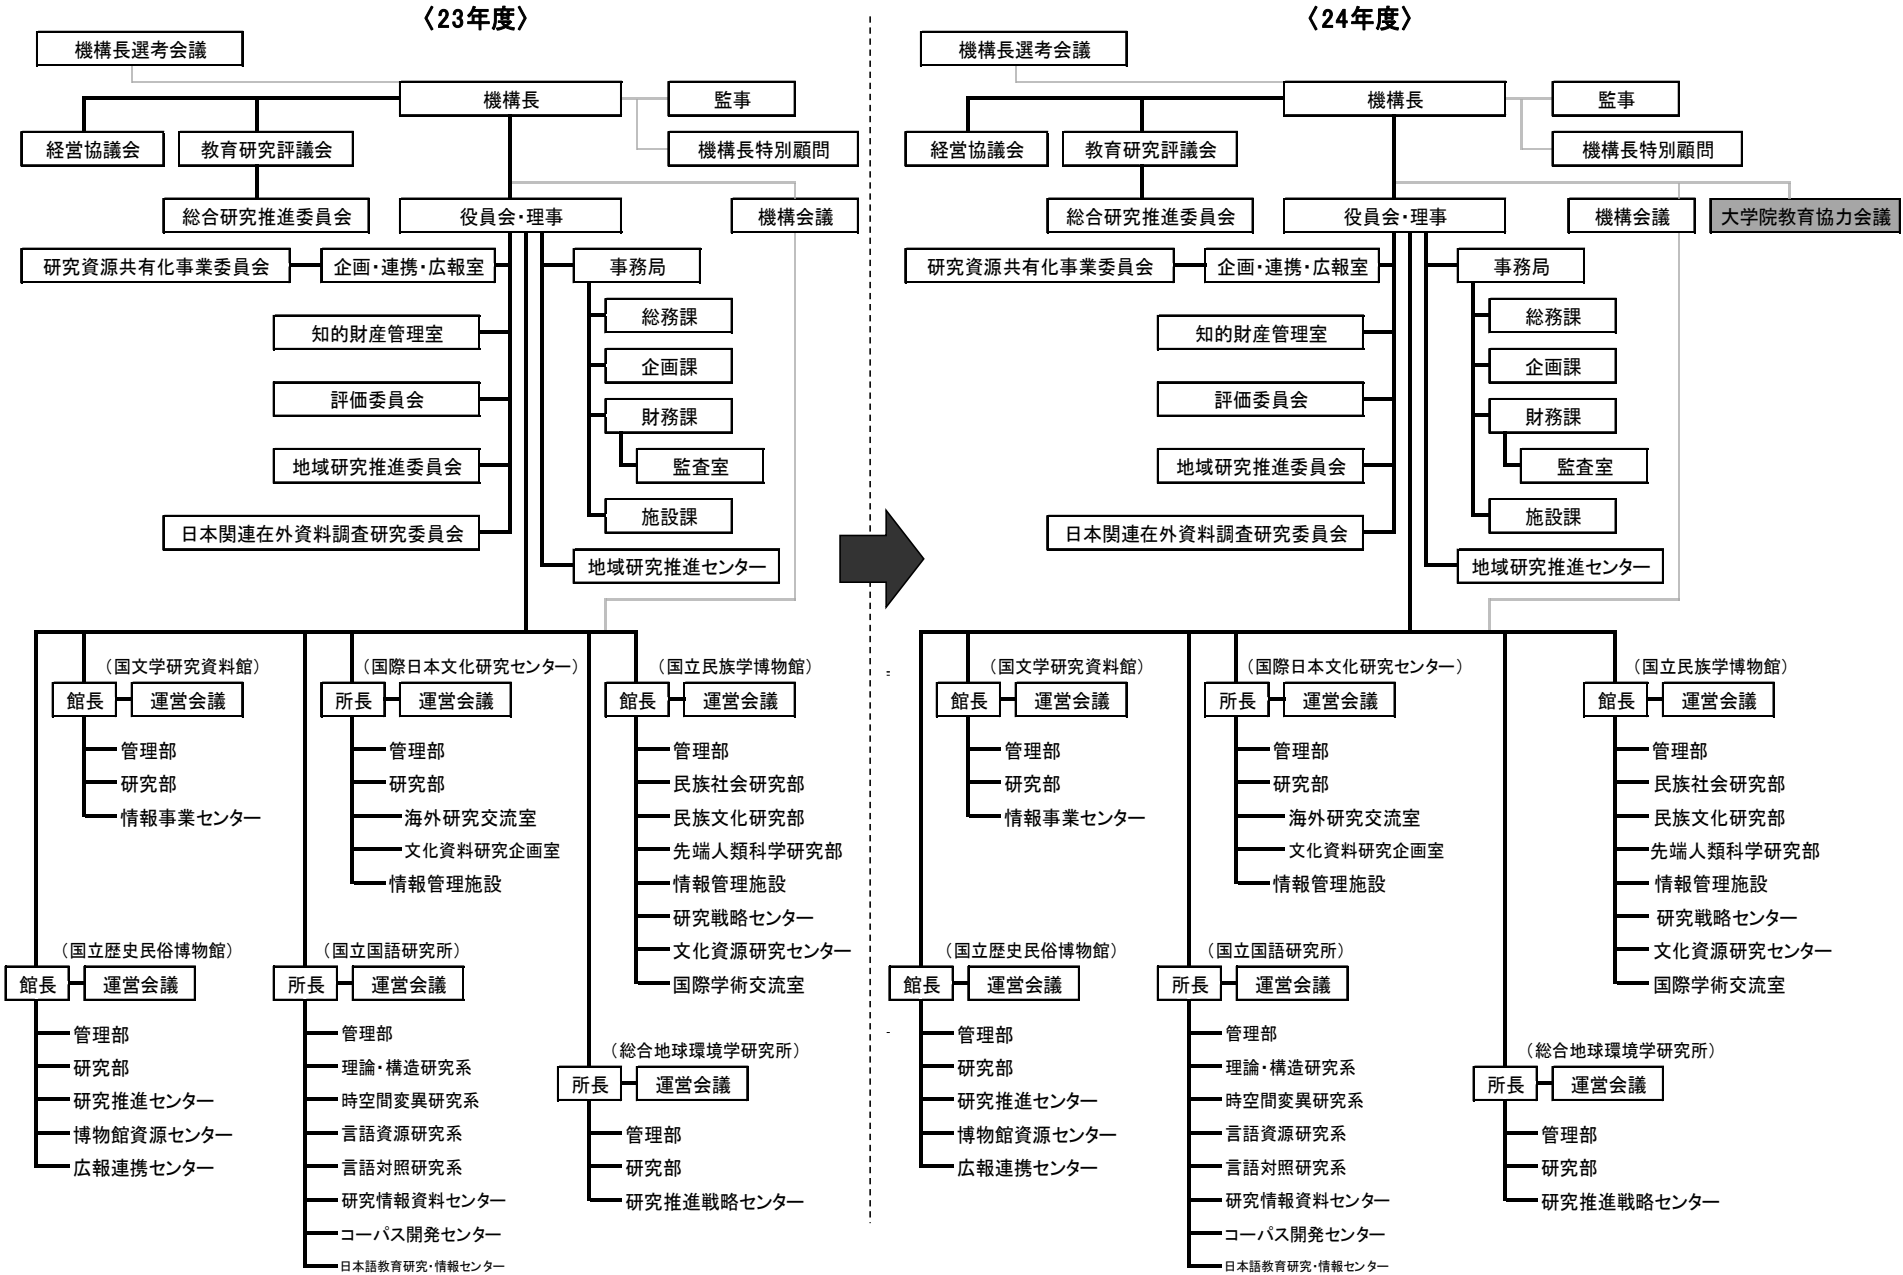 〈23年度〉
機構長選考会議
機構長
監事
経営協議会
教育研究評議会
機構長特別顧問
総合研究推進委員会
役員会・理事
機構会議
研究資源共有化事業委員会
企画・連携・広報室
事務局
総務課
知的財産管理室
企画課
評価委員会
財務課
地域研究推進委員会
監査室
施設課
日本関連在外資料調査研究委員会
地域研究推進センター
（国文学研究資料館）
館長
運営会議
管理部
研究部
情報事業センター
（国際日本文化研究センター）
所長
運営会議
管理部
研究部
海外研究交流室
文化資料研究企画室
情報管理施設
（国立民族学博物館）
館長
運営会議
管理部
民族社会研究部
民族文化研究部
先端人類科学研究部
情報管理施設
研究戦略センター
文化資源研究センター
国際学術交流室
（国立歴史民俗博物館）
館長
運営会議
管理部
研究部
研究推進センター
博物館資源センター
広報連携センター
（国立国語研究所）
所長
運営会議
管理部
理論・構造研究系
時空間変異研究系
言語資源研究系
言語対照研究系
研究情報資料センター
コーパス開発センター
日本語教育研究・情報センター
（総合地球環境学研究所）
所長
運営会議
管理部
研究部
研究推進戦略センター
〈24年度〉
機構長選考会議
機構長
監事
経営協議会
教育研究評議会
機構長特別顧問
総合研究推進委員会
役員会・理事
機構会議
大学院教育協力会議
研究資源共有化事業委員会
企画・連携・広報室
事務局
総務課
知的財産管理室
企画課
評価委員会
財務課
地域研究推進委員会
監査室
施設課
日本関連在外資料調査研究委員会
地域研究推進センター
（国文学研究資料館）
館長
運営会議
管理部
研究部
情報事業センター
（国際日本文化研究センター）
所長
運営会議
管理部
研究部
海外研究交流室
文化資料研究企画室
情報管理施設
（国立民族学博物館）
館長
運営会議
管理部
民族社会研究部
民族文化研究部
先端人類科学研究部
情報管理施設
研究戦略センター
文化資源研究センター
国際学術交流室
（国立歴史民俗博物館）
館長
運営会議
管理部
研究部
研究推進センター
博物館資源センター
広報連携センター
（国立国語研究所）
所長
運営会議
管理部
理論・構造研究系
時空間変異研究系
言語資源研究系
言語対照研究系
研究情報資料センター
コーパス開発センター
日本語教育研究・情報センター
（総合地球環境学研究所）
所長
運営会議
管理部
研究部
研究推進戦略センター